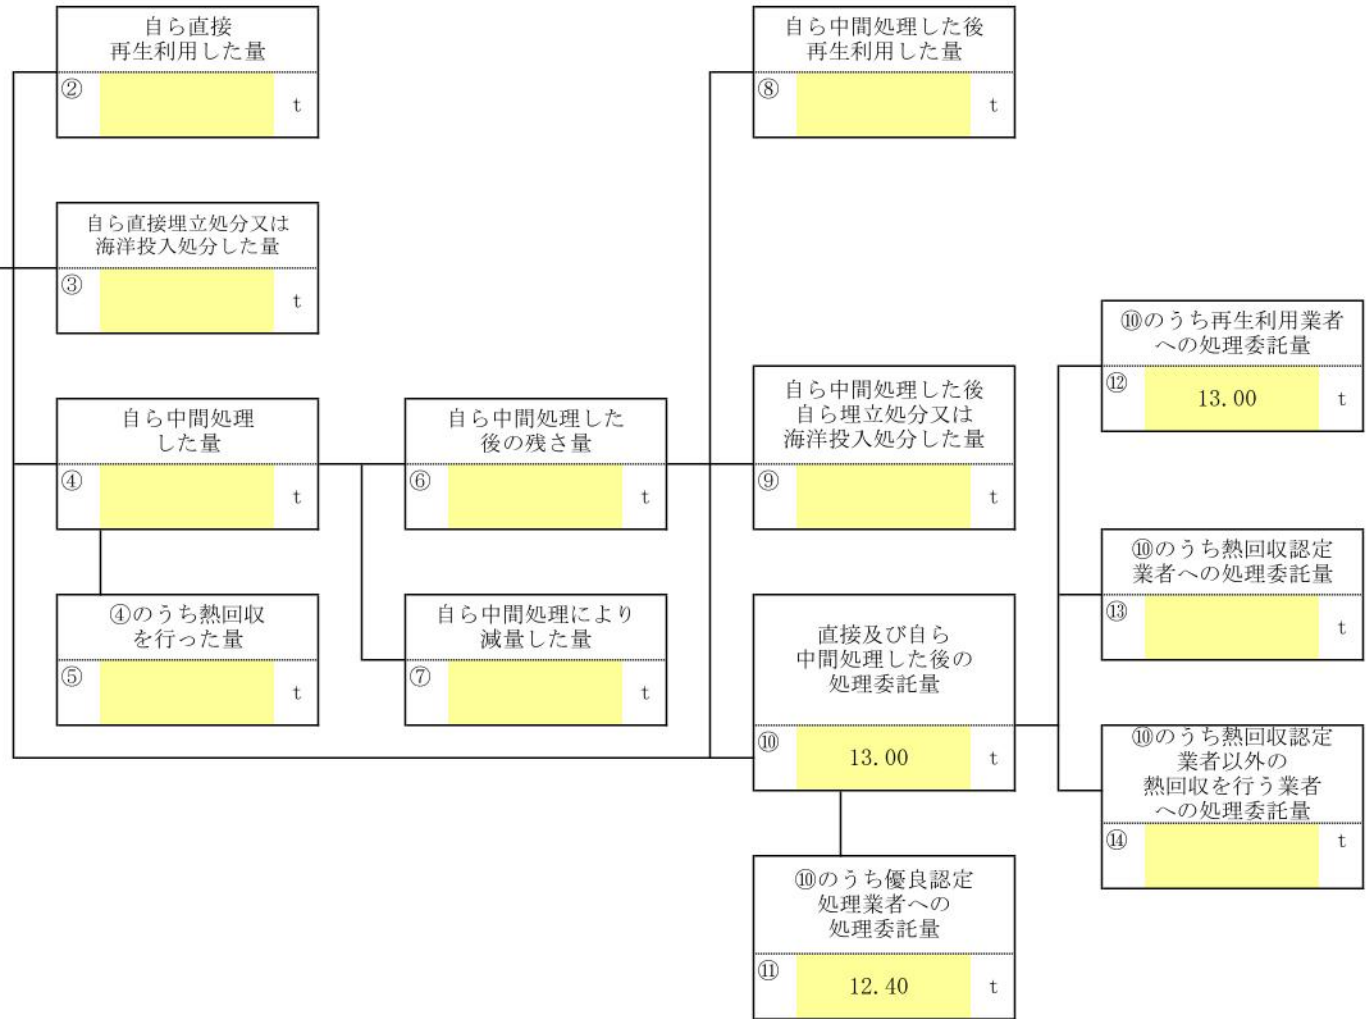 自ら直接
再生利用した量
② t
自ら直接埋立処分又は
海洋投入処分した量
③ t
自ら中間処理
した量
④ t
④のうち熱回収
を行った量
⑤ t
自ら中間処理した
後の残さ量
⑥ t
自ら中間処理により
減量した量
⑦ t
自ら中間処理した後
再生利用した量
⑧ t
自ら中間処理した後
自ら埋立処分又は
海洋投入処分した量
⑨ t
直接及び自ら
中間処理した後の
処理委託量
⑩ 13.00 t
⑩のうち優良認定
処理業者への
処理委託量
⑪ 12.40 t
⑩のうち再生利用業者
への処理委託量
⑫ 13.00 t
⑩のうち熱回収認定
業者への処理委託量
⑬ t
⑩のうち熱回収認定
業者以外の
熱回収を行う業者
への処理委託量
⑭ t